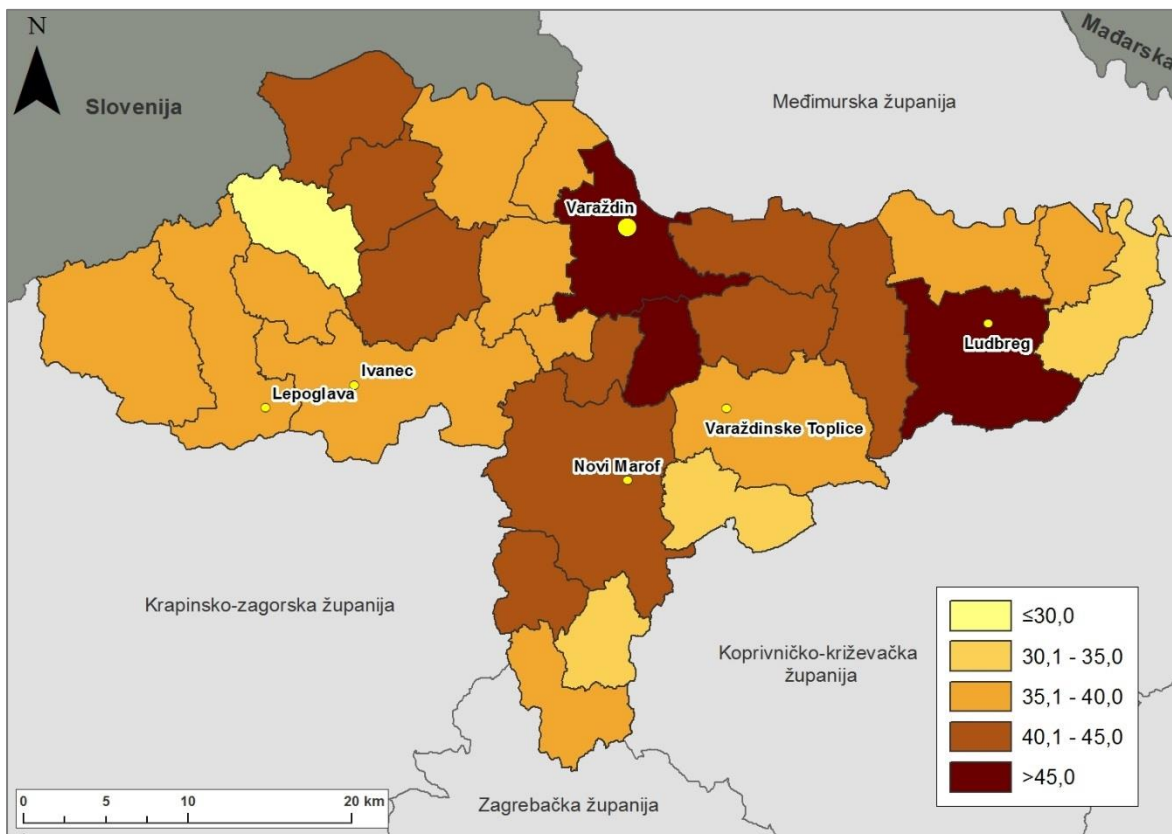 N
Slovenija
Mađarska
Međimurska županija
Varaždin
Ludbreg
Ivanec
Lepoglava
Varaždinske Toplice
Novi Marof
Krapinsko-zagorska županija
Koprivničko-križevačka
županija
Zagrebačka županija
≤30,0
30,1 - 35,0
35,1 - 40,0
40,1 - 45,0
>45,0
0 5 10 20 km